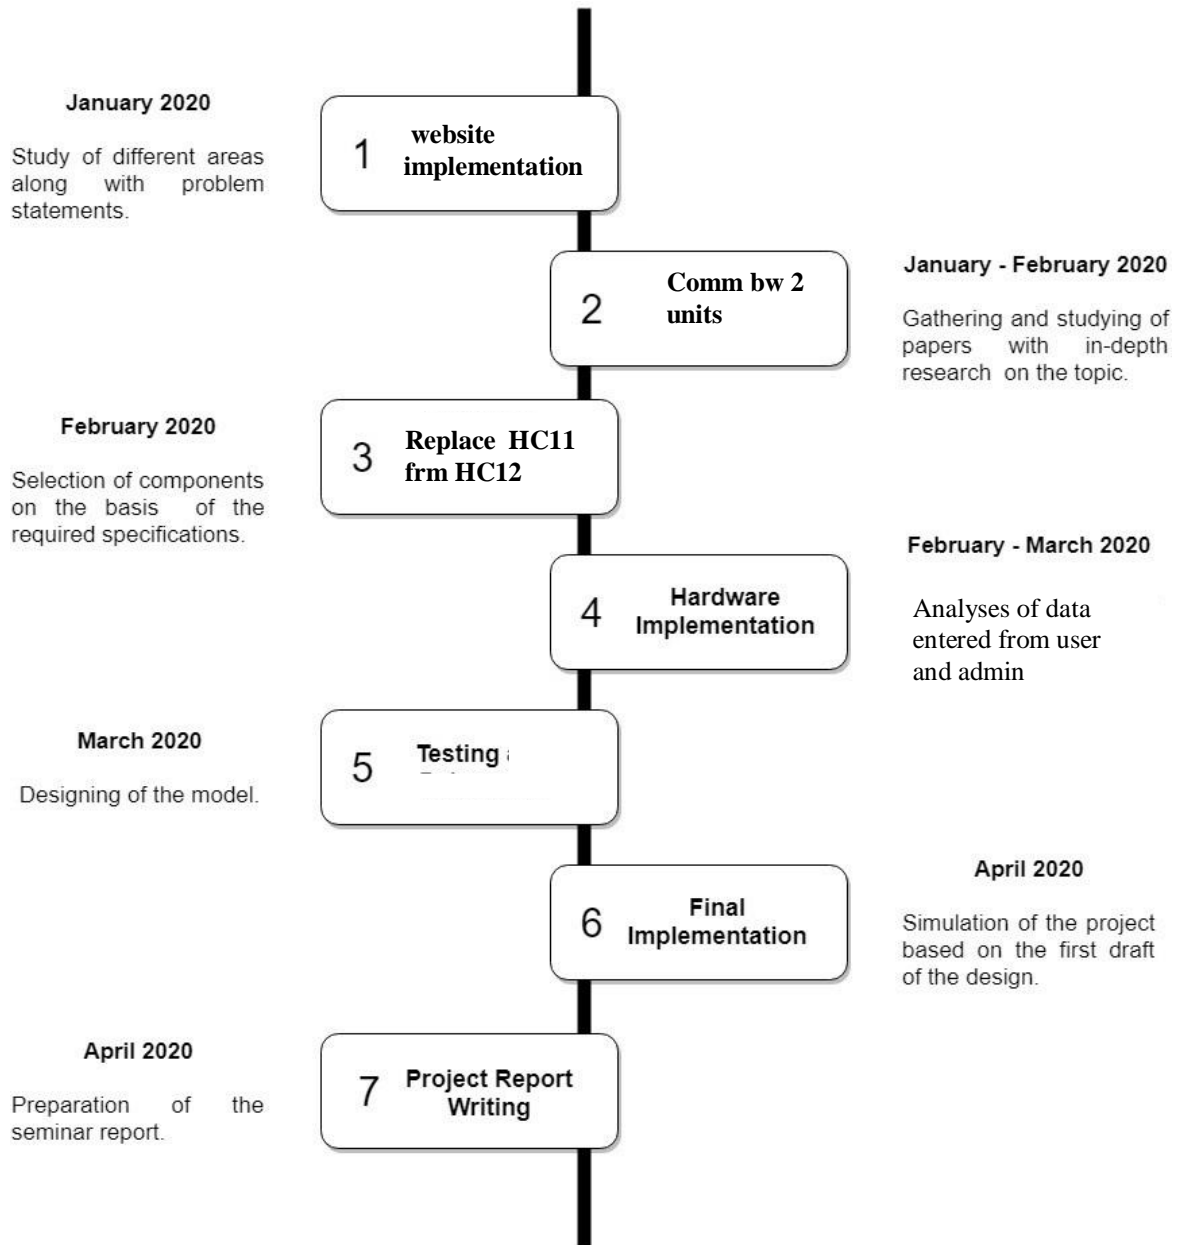 January 2020
Study of different areas
along with problem
statements.
1
website
implementation
2
Comm bw 2
units
January - February 2020
Gathering and studying of
papers with in-depth
research on the topic.
February 2020
Selection of components
on the basis of the
required specifications.
3
Replace HC11
frm HC12
4
Hardware
Implementation
February - March 2020
Analyses of data
entered from user
and admin
March 2020
Designing of the model.
5
Testing
6
Final
Implementation
April 2020
Simulation of the project
based on the first draft
of the design.
April 2020
Preparation of the
seminar report.
7
Project Report
Writing